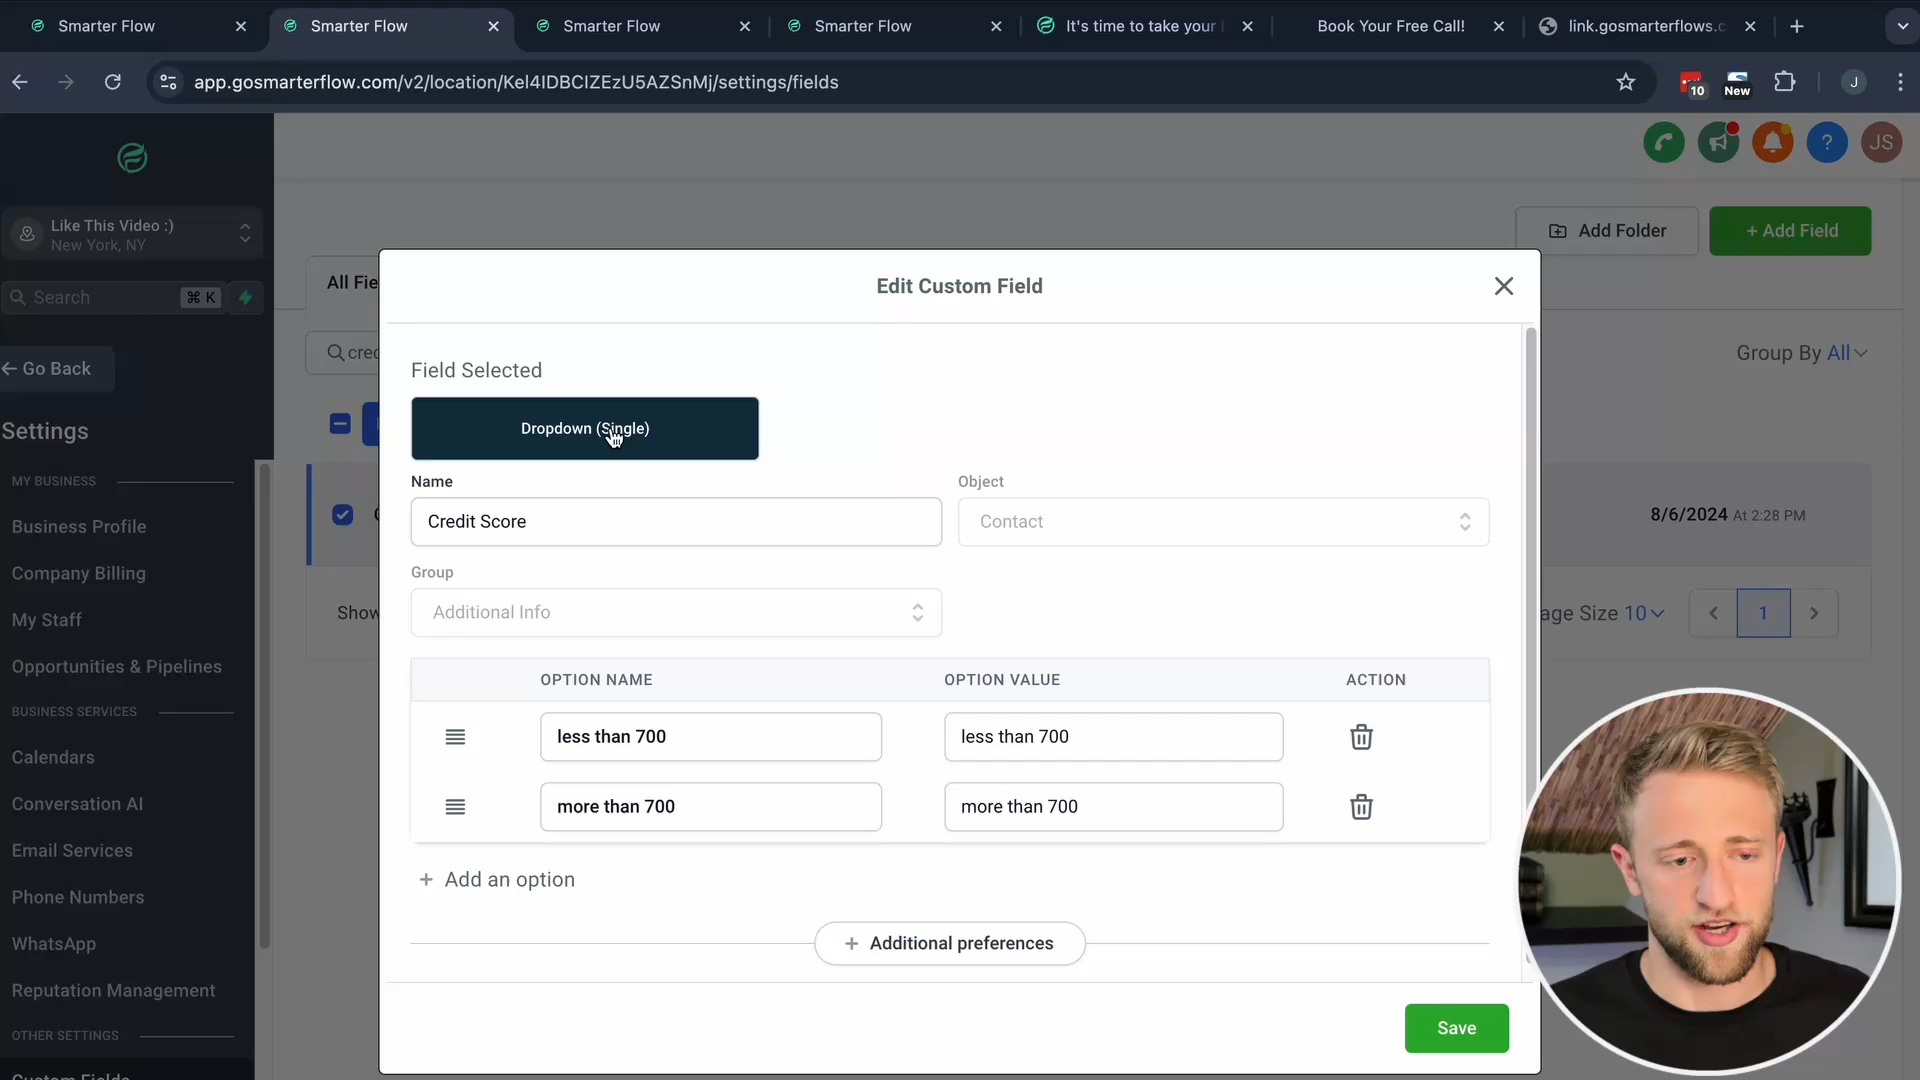 Smarter Flow
Smarter Flow
Smarter Flow
Smarter Flow
It's time to take your
Book Your Free Call!
link.gosmarterflows.c
app.gosmarterflow.com/v2/location/Kel4IDBCIZEzU5AZSnMj/settings/fields
10
New
J
JS
Like This Video :)
New York, NY
Search
⌘ K
Go Back
Settings
MY BUSINESS
Business Profile
Company Billing
My Staff
Opportunities & Pipelines
BUSINESS SERVICES
Calendars
Conversation AI
Email Services
Phone Numbers
WhatsApp
Reputation Management
OTHER SETTINGS
Custom Fields
Add Folder
+ Add Field
All Fie
cred
Group By All
8/6/2024 At 2:28 PM
Show
age Size 10
1
Edit Custom Field
Field Selected
Dropdown (Single)
Name
Object
Credit Score
Contact
Group
Additional Info
OPTION NAME
OPTION VALUE
ACTION
less than 700
less than 700
more than 700
more than 700
+ Add an option
+ Additional preferences
Save